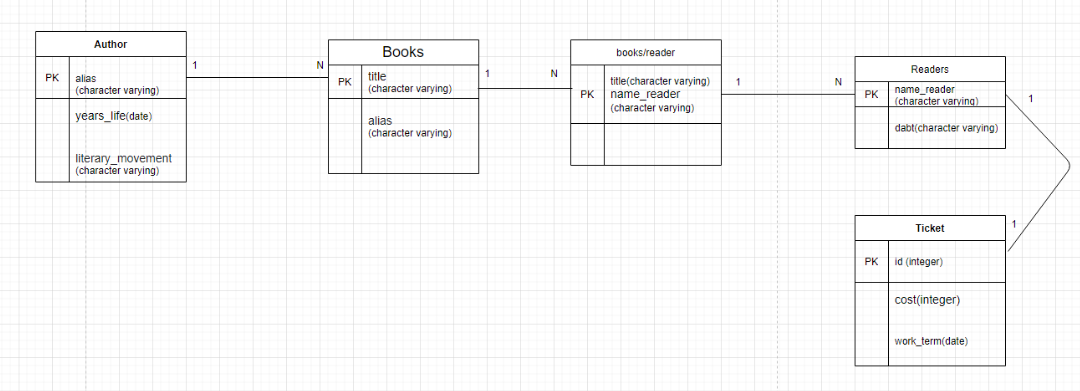 Author
PK
alias
(character varying)
years_life(date)
literary_movement
(character varying)
1
N
Books
PK
title
(character varying)
alias
(character varying)
1
N
books/reader
PK
title(character varying)
name_reader
(character varying)
1
N
Readers
PK
name_reader
(character varying)
dabt(character varying)
1
1
Ticket
PK
id (integer)
cost(integer)
work_term(date)